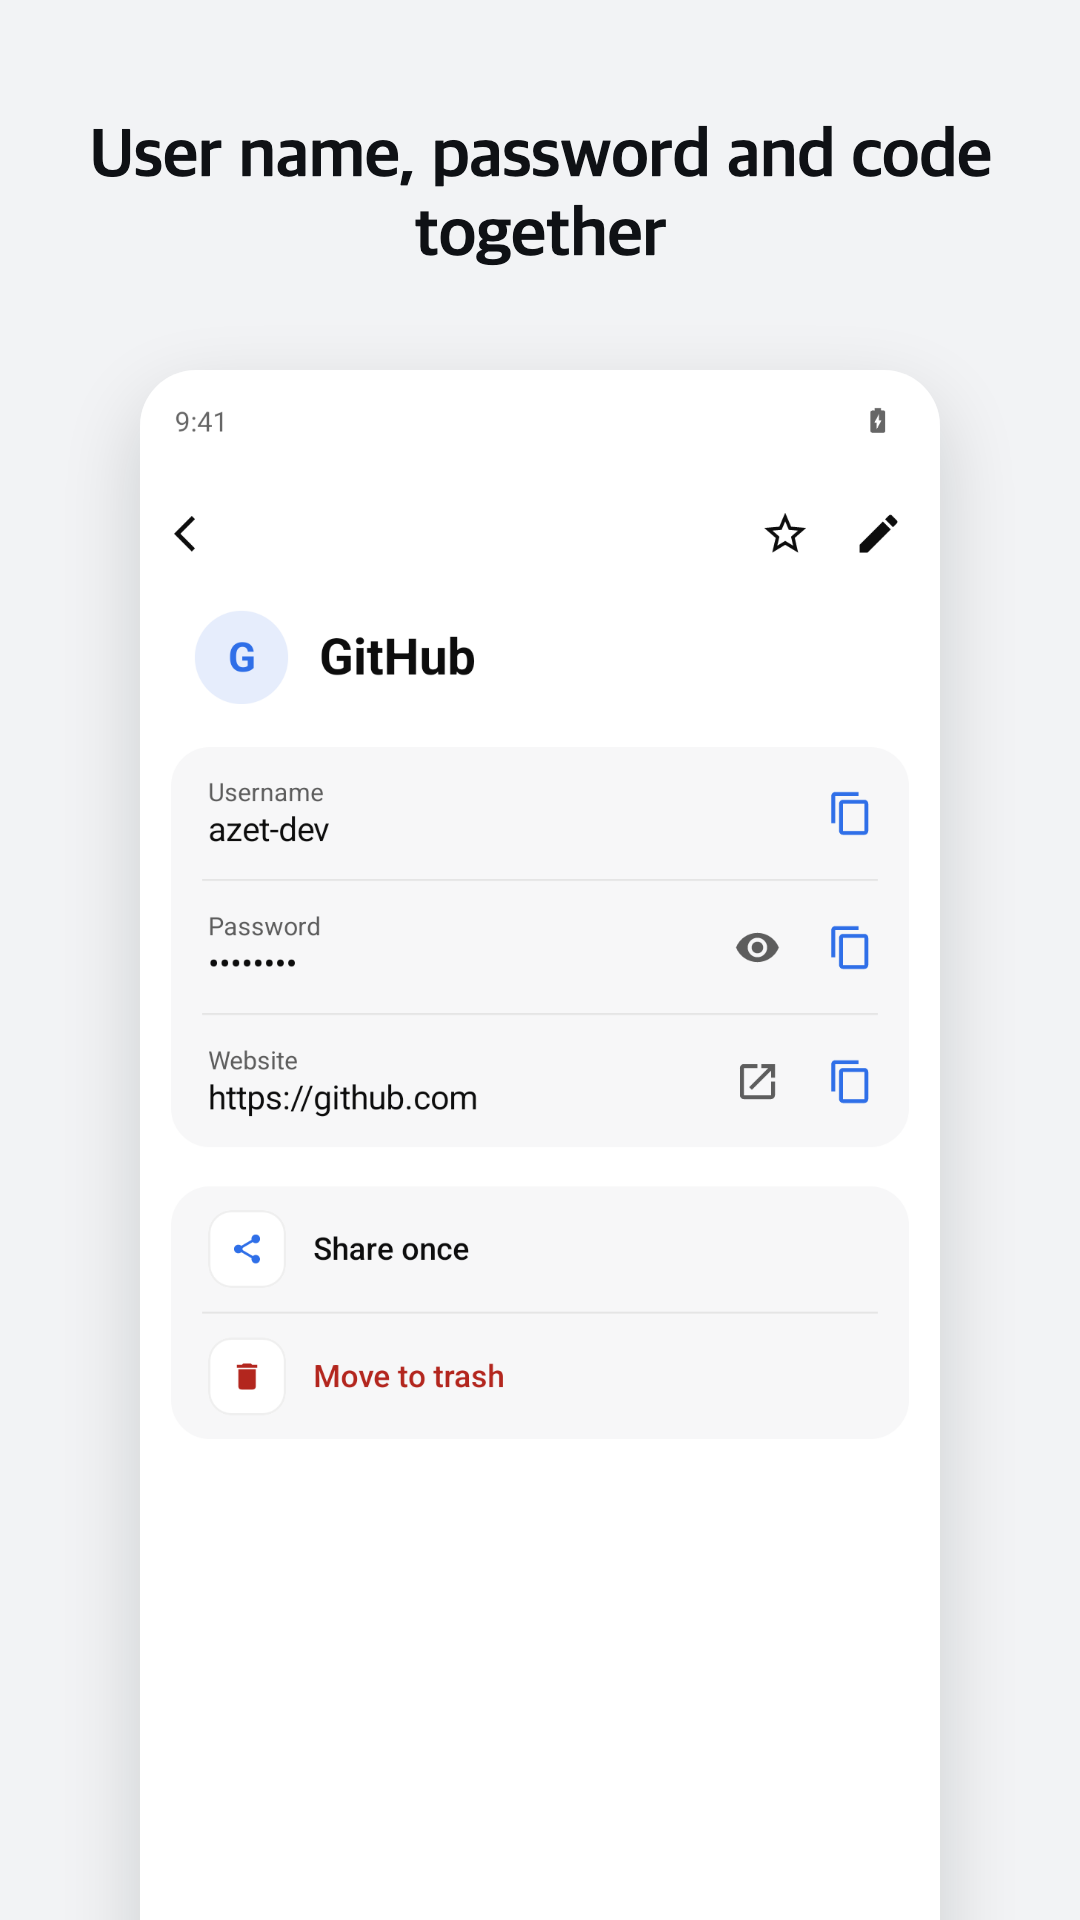 User name, password and code
together
9:41
G
GitHub
Username
azet-dev
Password
••••••••
Website
https://github.com
Share once
Move to trash